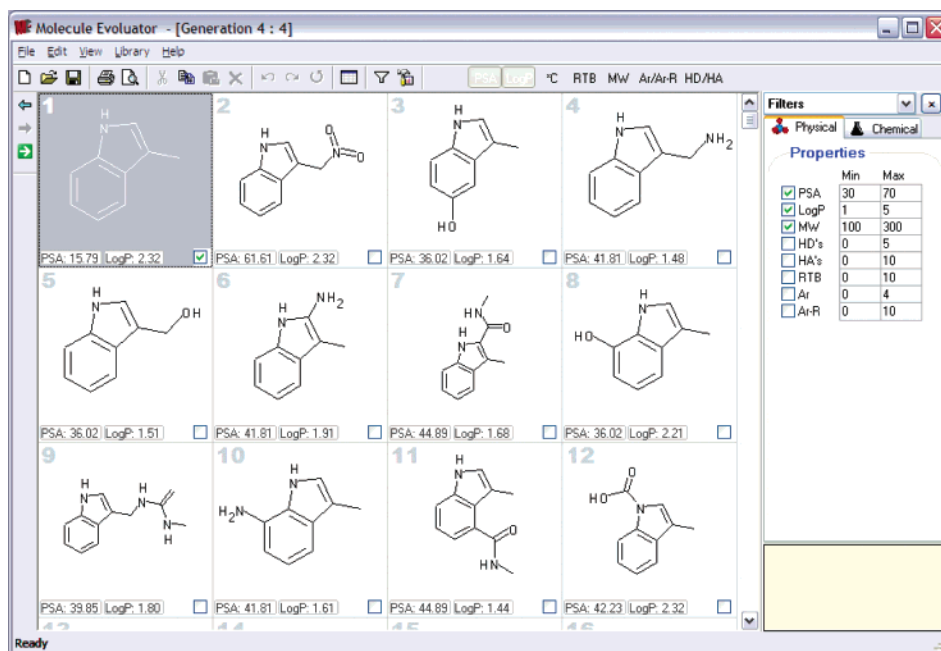 Molecule Evoluator - [Generation 4 : 4]
File Edit View Library Help
PSA LogP °C RTB MW Ar/Ar-R HD/HA
Filters
Physical Chemical
Properties
Min Max
PSA 30 70
LogP 1 5
MW 100 300
HD's 0 5
HA's 0 10
RTB 0 10
Ar 0 4
Ar-R 0 10
1
H
N
PSA: 15.79 LogP: 2.32
2
H
N
O
N
O
PSA: 61.61 LogP: 2.32
3
H
N
HO
PSA: 36.02 LogP: 1.64
4
H
N
NH2
PSA: 41.81 LogP: 1.48
5
H
N
OH
PSA: 36.02 LogP: 1.51
6
H
N
NH2
PSA: 41.81 LogP: 1.91
7
HN
O
H
N
PSA: 44.89 LogP: 1.68
8
H
N
HO
PSA: 36.02 LogP: 2.21
9
H
N
H
N
N
H
PSA: 39.85 LogP: 1.80
10
H
N
H2N
PSA: 41.81 LogP: 1.61
11
H
N
O
HN
PSA: 44.89 LogP: 1.44
12
O
HO
N
PSA: 42.23 LogP: 2.32
13 14 15 16
Ready